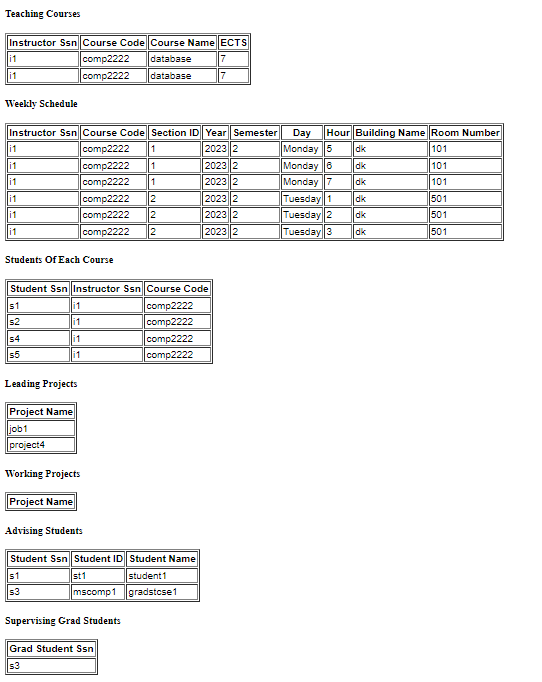 Teaching Courses
Instructor Ssn Course Code Course Name ECTS
i1 comp2222 database 7
i1 comp2222 database 7
Weekly Schedule
Instructor Ssn Course Code Section ID Year Semester Day Hour Building Name Room Number
i1 comp2222 1 2023 2 Monday 5 dk 101
i1 comp2222 1 2023 2 Monday 6 dk 101
i1 comp2222 1 2023 2 Monday 7 dk 101
i1 comp2222 2 2023 2 Tuesday 1 dk 501
i1 comp2222 2 2023 2 Tuesday 2 dk 501
i1 comp2222 2 2023 2 Tuesday 3 dk 501
Students Of Each Course
Student Ssn Instructor Ssn Course Code
s1 i1 comp2222
s2 i1 comp2222
s4 i1 comp2222
s5 i1 comp2222
Leading Projects
Project Name
job1
project4
Working Projects
Project Name
Advising Students
Student Ssn Student ID Student Name
s1 st1 student1
s3 mscomp1 gradstcse1
Supervising Grad Students
Grad Student Ssn
s3